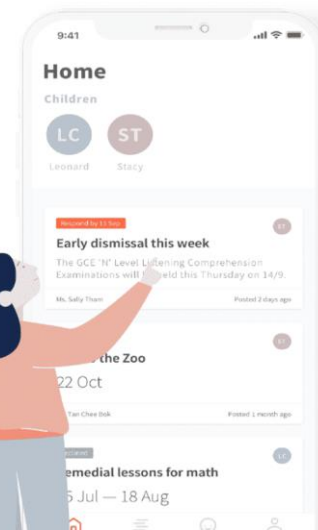 9:41
Home
Children
LC ST
Leonard Stacy
Respond by 11 Sep ST
Early dismissal this week
The GCE 'N' Level Listening Comprehension
Examinations will held this Thursday on 14/9.
Ms. Sally Tham Posted 2 days ago
ST
the Zoo
22 Oct
Tan Chee Bok Posted 1 month ago
LC
emedial lessons for math
5 Jul — 18 Aug